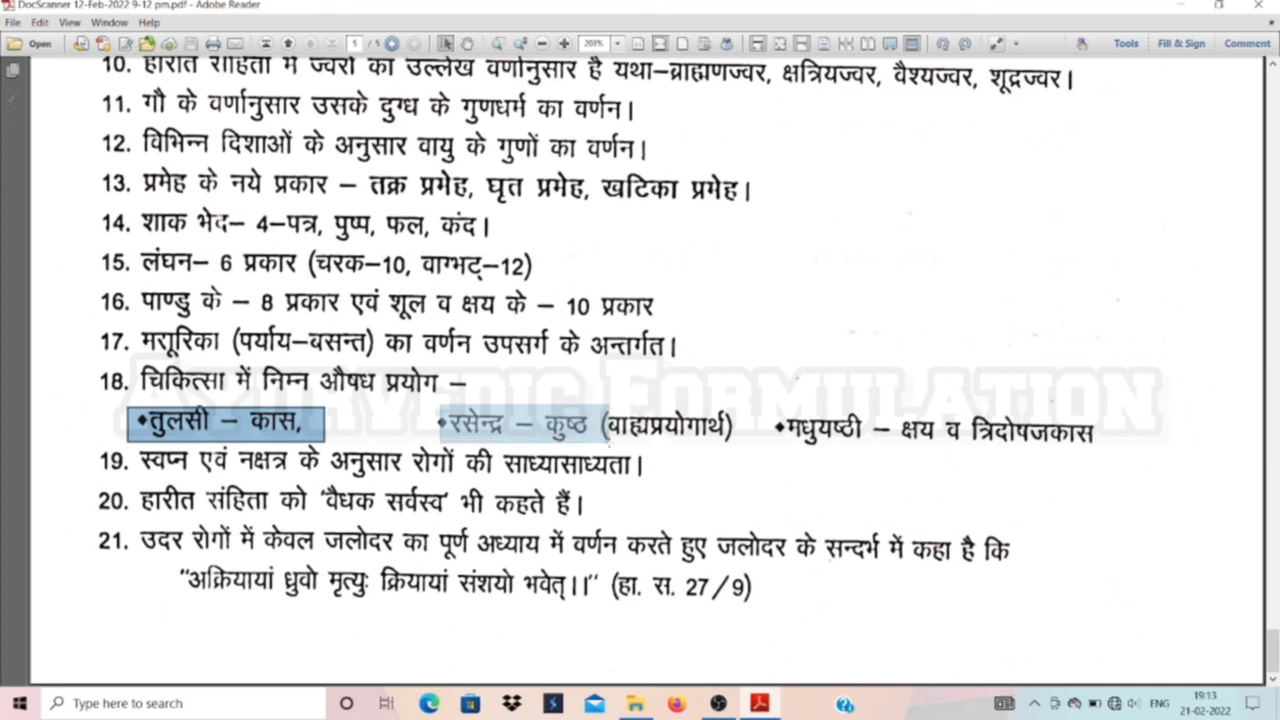 DocScanner 12-Feb-2022 9-12 pm.pdf - Adobe Reader
File Edit View Window Help
Open 5 / 5 203% Tools Fill & Sign Comment
10. हारीत संहिता में ज्वरों का उल्लेख वर्णानुसार है यथा–ब्राह्मणज्वर, क्षत्रियज्वर, वैश्यज्वर, शूद्रज्वर।
11. गौ के वर्णानुसार उसके दुग्ध के गुणधर्म का वर्णन।
12. विभिन्न दिशाओं के अनुसार वायु के गुणों का वर्णन।
13. प्रमेह के नये प्रकार – तक्र प्रमेह, घृत प्रमेह, खटिका प्रमेह।
14. शाक भेद– 4–पत्र, पुष्प, फल, कंद।
15. लंघन– 6 प्रकार (चरक–10, वाग्भट्–12)
16. पाण्डु के – 8 प्रकार एवं शूल व क्षय के – 10 प्रकार
17. मसूरिका (पर्याय–बसन्त) का वर्णन उपसर्ग के अन्तर्गत।
AYURVEDIC FORMULATION
18. चिकित्सा में निम्न औषध प्रयोग –
•तुलसी – कास, •रसेन्द्र – कुष्ठ (वाह्यप्रयोगार्थ) •मधुयष्ठी – क्षय व त्रिदोषजकास
19. स्वप्न एवं नक्षत्र के अनुसार रोगों की साध्यासाध्यता।
20. हारीत संहिता को 'वैधक सर्वस्व' भी कहते हैं।
21. उदर रोगों में केवल जलोदर का पूर्ण अध्याय में वर्णन करते हुए जलोदर के सन्दर्भ में कहा है कि
"अक्रियायां ध्रुवो मृत्युः क्रियायां संशयो भवेत्।।" (हा. स. 27/9)
Type here to search ENG 19:13
21-02-2022